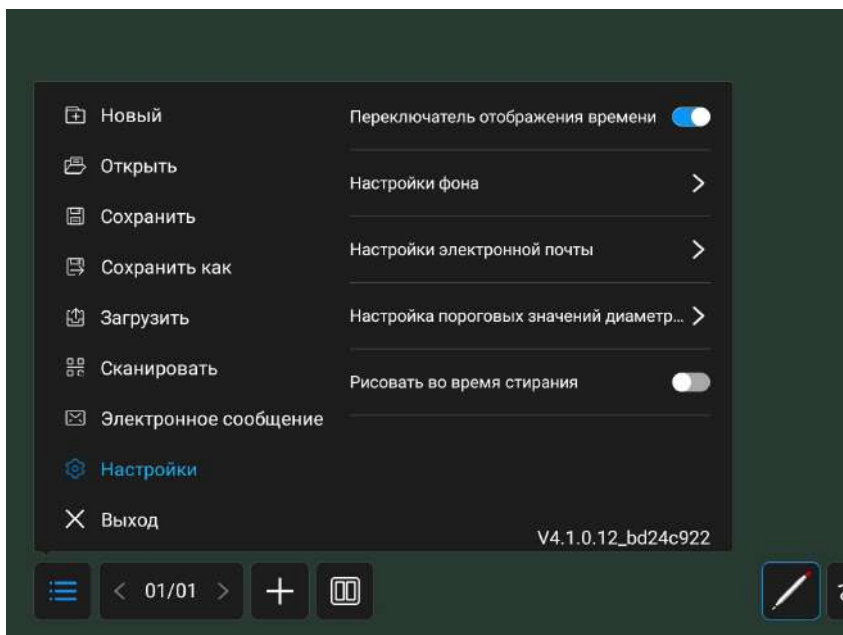 Новый
Открыть
Сохранить
Сохранить как
Загрузить
Сканировать
Электронное сообщение
Настройки
Выход
Переключатель отображения времени
Настройки фона
Настройки электронной почты
Настройка пороговых значений диаметр...
Рисовать во время стирания
V4.1.0.12_bd24c922
01/01